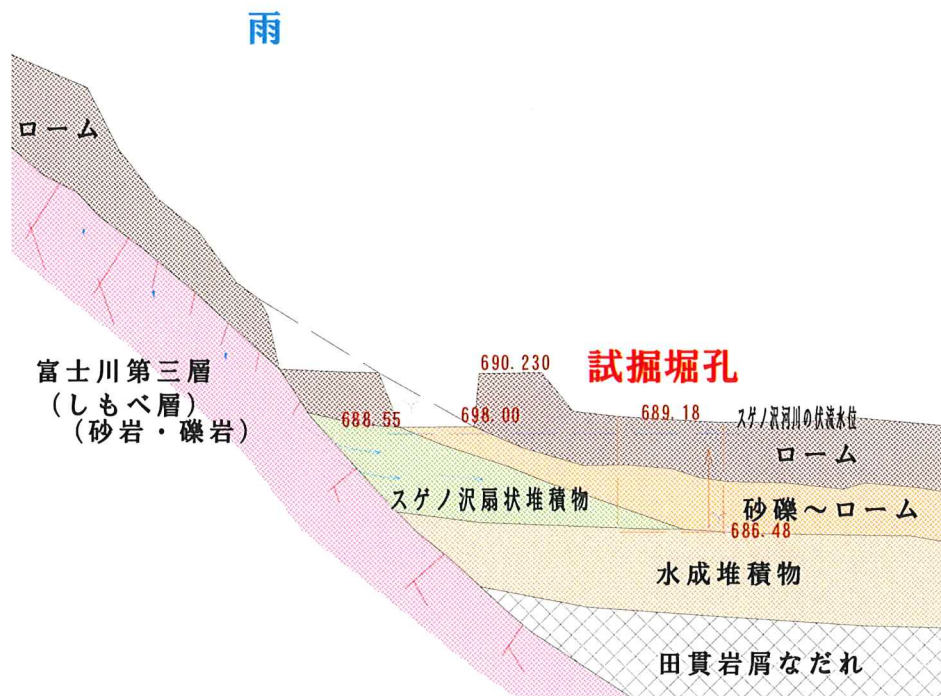 雨
ローム
富士川第三層
(しもべ層)
(砂岩・礫岩)
690.230
試掘堀孔
688.55
698.00
689.18
スゲノ沢河川の伏流水位
ローム
スゲノ沢扇状堆積物
砂礫～ローム
686.48
水成堆積物
田貫岩屑なだれ